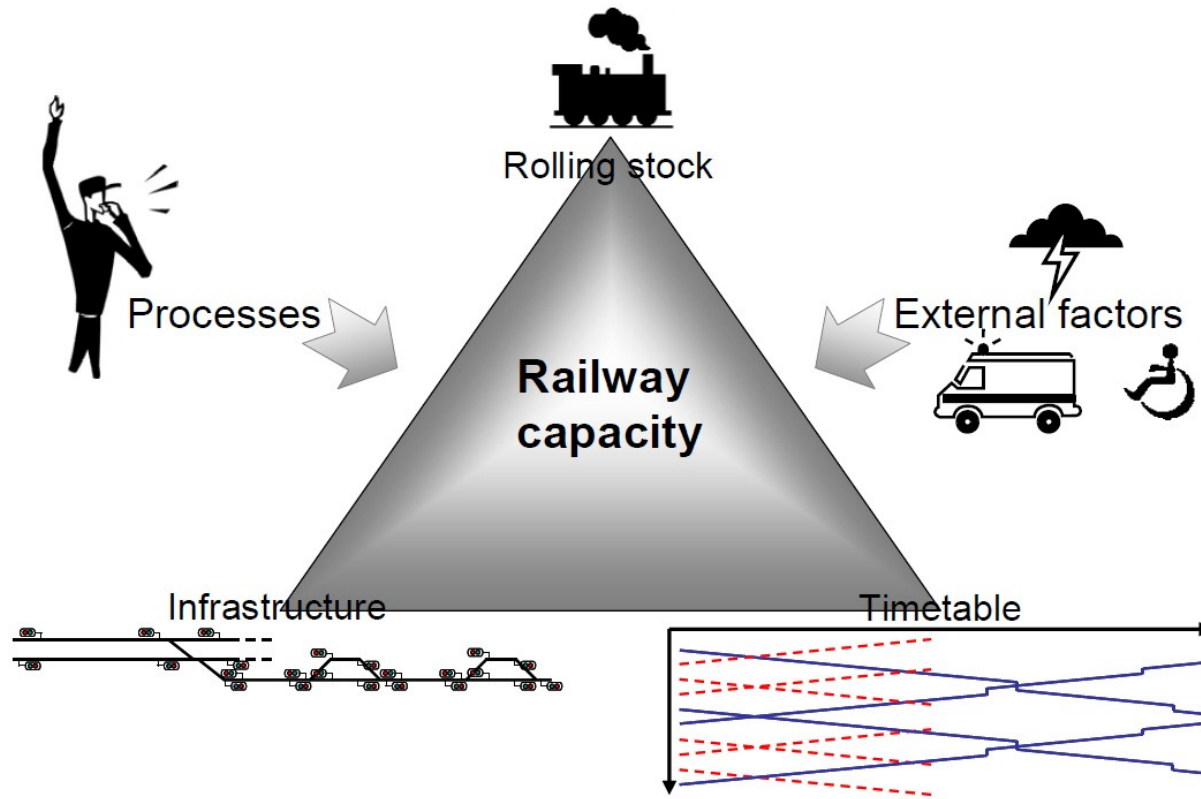 Rolling stock
Processes
External factors
Railway
capacity
Infrastructure
Timetable